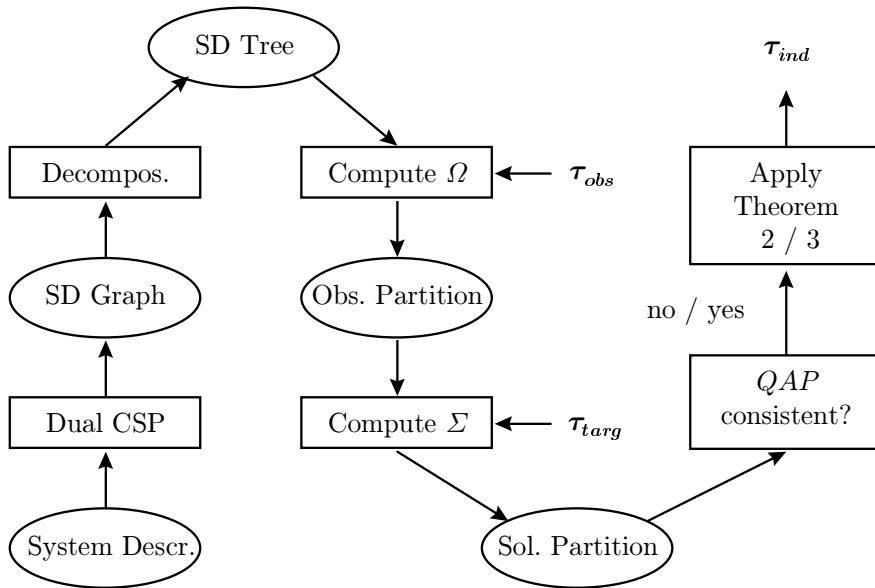 SD Tree
τind
Decompos.
Compute Ω
τobs
Apply
Theorem
2 / 3
SD Graph
Obs. Partition
no / yes
QAP
consistent?
Dual CSP
Compute Σ
τtarg
System Descr.
Sol. Partition